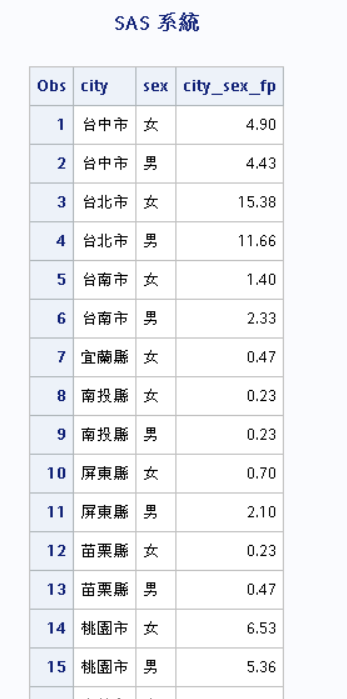 SAS 系統
Obs city sex city_sex_fp
1 台中市 女 4.90
2 台中市 男 4.43
3 台北市 女 15.38
4 台北市 男 11.66
5 台南市 女 1.40
6 台南市 男 2.33
7 宜蘭縣 女 0.47
8 南投縣 女 0.23
9 南投縣 男 0.23
10 屏東縣 女 0.70
11 屏東縣 男 2.10
12 苗栗縣 女 0.23
13 苗栗縣 男 0.47
14 桃園市 女 6.53
15 桃園市 男 5.36